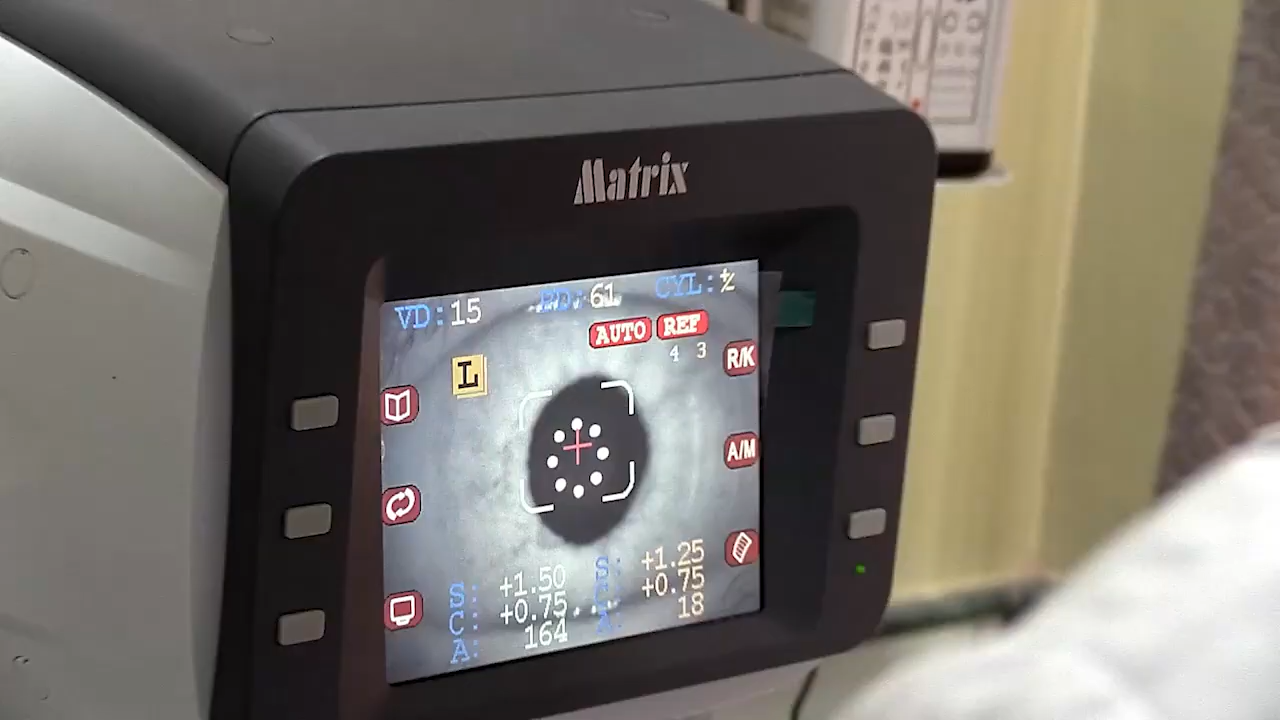 Matrix
VD:15 PD:61 CYL:±
AUTO REF
4 3
L
R/K
A/M
S: +1.50 S: +1.25
C: +0.75 C: +0.75
A: 164 A: 18